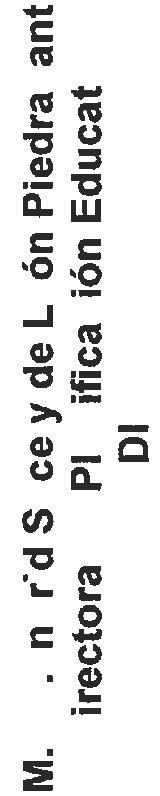 M. . n r d S ce y de L ón Piedra ant
irectora Pl ifica ión Educat
DI